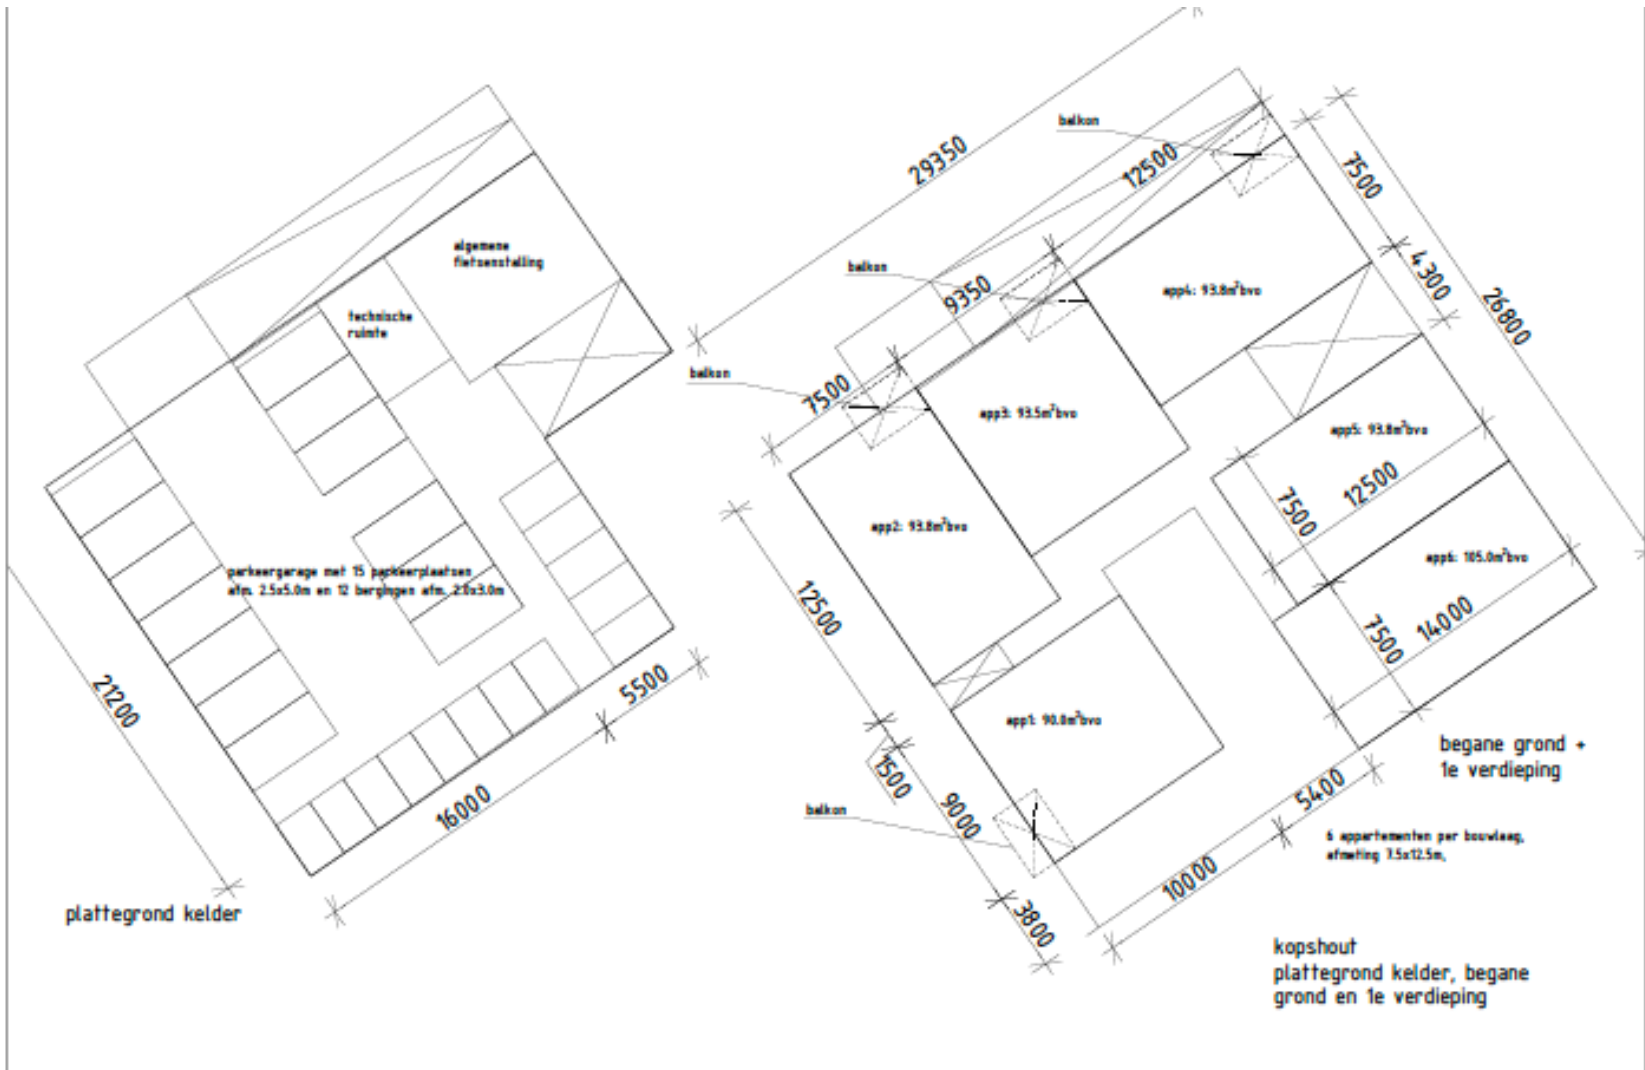 algemene
fietsenstalling
technische
ruimte
parkeergarage met 15 parkeerplaatsen
afm. 2.5x5.0m en 12 bergingen afm. 2.0x3.0m
21200
16000
5500
plattegrond kelder
29350
balkon
12500
7500
4300
26800
balkon
9350
balkon
7500
app4: 93.8m²bvo
app3: 93.5m²bvo
app5: 93.8m²bvo
12500
7500
app2: 93.8m²bvo
app6: 105.0m²bvo
14000
7500
12500
app1: 90.0m²bvo
1500
9000
balkon
3800
10000
5400
begane grond +
1e verdieping
6 appartementen per bouwlaag,
afmeting 7.5x12.5m,
kopshout
plattegrond kelder, begane
grond en 1e verdieping